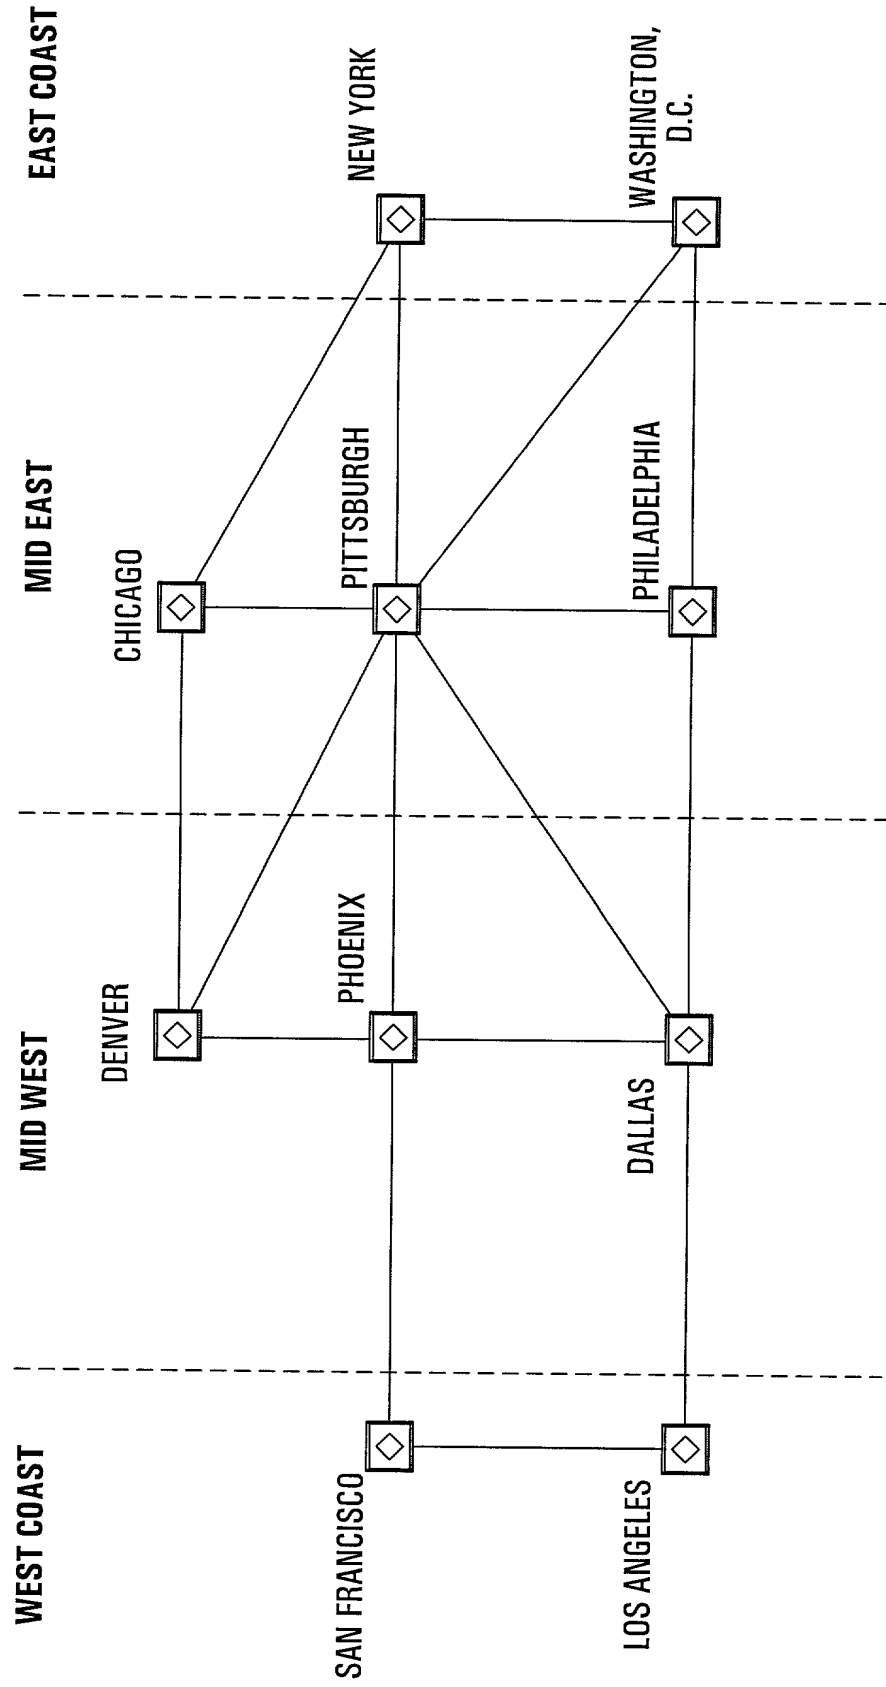 WEST COAST
MID WEST
MID EAST
EAST COAST
DENVER
CHICAGO
SAN FRANCISCO
PHOENIX
PITTSBURGH
NEW YORK
LOS ANGELES
DALLAS
PHILADELPHIA
WASHINGTON,
D.C.